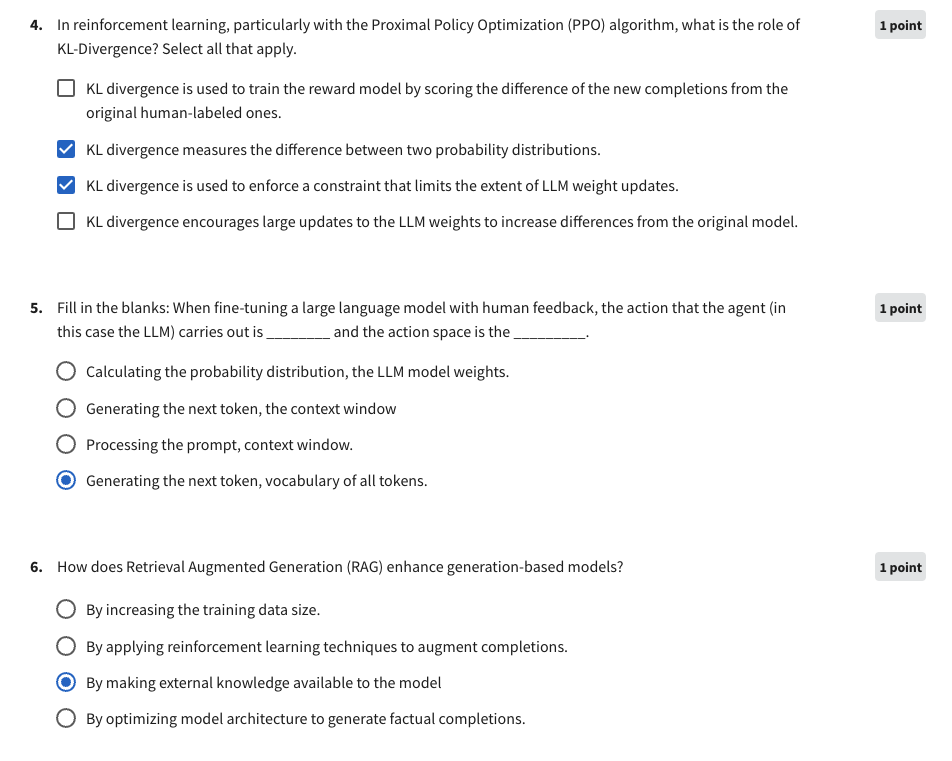 4. In reinforcement learning, particularly with the Proximal Policy Optimization (PPO) algorithm, what is the role of 1 point
KL-Divergence? Select all that apply.
KL divergence is used to train the reward model by scoring the difference of the new completions from the
original human-labeled ones.
KL divergence measures the difference between two probability distributions.
KL divergence is used to enforce a constraint that limits the extent of LLM weight updates.
KL divergence encourages large updates to the LLM weights to increase differences from the original model.
5. Fill in the blanks: When fine-tuning a large language model with human feedback, the action that the agent (in 1 point
this case the LLM) carries out is ________ and the action space is the _________.
Calculating the probability distribution, the LLM model weights.
Generating the next token, the context window
Processing the prompt, context window.
Generating the next token, vocabulary of all tokens.
6. How does Retrieval Augmented Generation (RAG) enhance generation-based models? 1 point
By increasing the training data size.
By applying reinforcement learning techniques to augment completions.
By making external knowledge available to the model
By optimizing model architecture to generate factual completions.